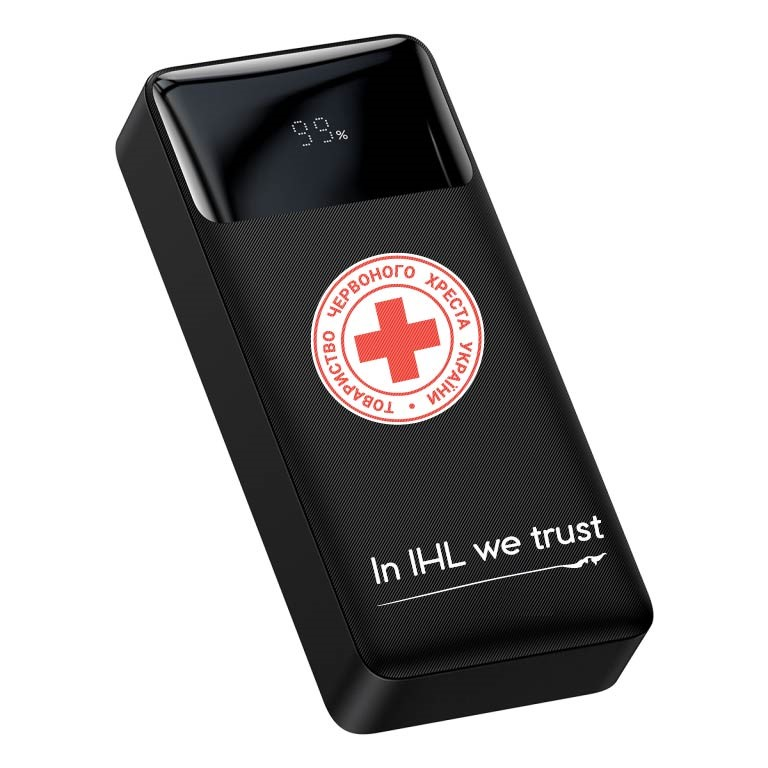 99%
ТОВАРИСТВО ЧЕРВОНОГО ХРЕСТА УКРАЇНИ •
In IHL we trust